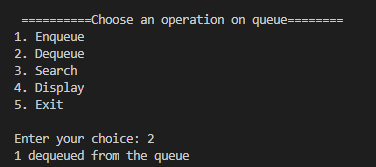 ==========Choose an operation on queue========
1. Enqueue
2. Dequeue
3. Search
4. Display
5. Exit
Enter your choice: 2
1 dequeued from the queue